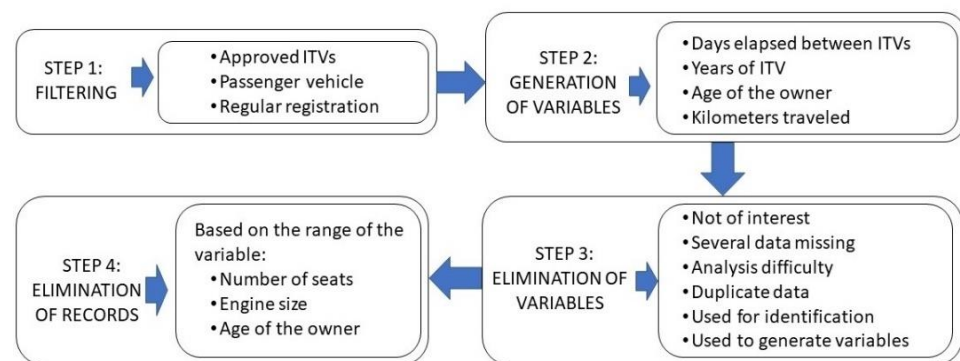 STEP 1:
FILTERING
• Approved ITVs
• Passenger vehicle
• Regular registration
STEP 2:
GENERATION
OF VARIABLES
• Days elapsed between ITVs
• Years of ITV
• Age of the owner
• Kilometers traveled
STEP 3:
ELIMINATION OF
VARIABLES
• Not of interest
• Several data missing
• Analysis difficulty
• Duplicate data
• Used for identification
• Used to generate variables
STEP 4:
ELIMINATION
OF RECORDS
Based on the range of the
variable:
• Number of seats
• Engine size
• Age of the owner